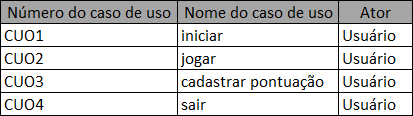 Número do caso de uso Nome do caso de uso Ator
CUO1 iniciar Usuário
CUO2 jogar Usuário
CUO3 cadastrar pontuação Usuário
CUO4 sair Usuário